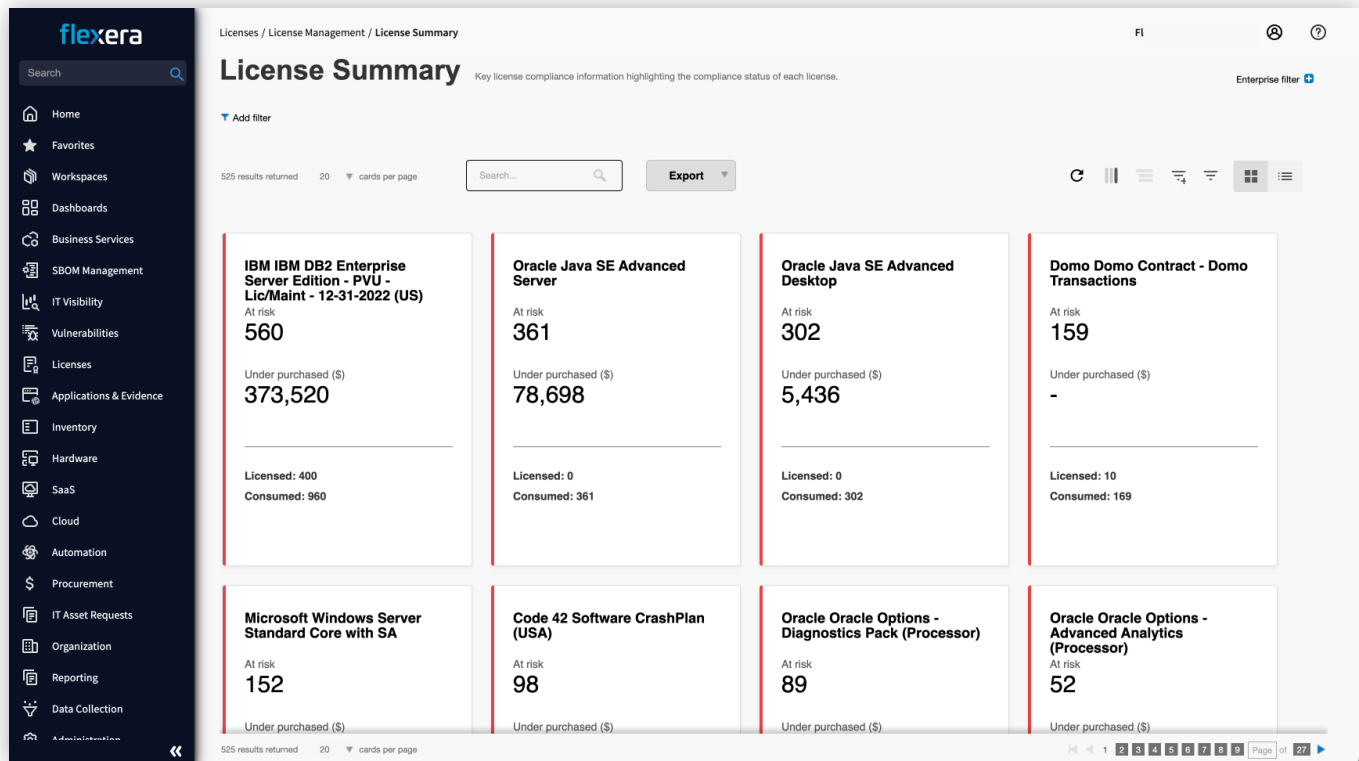 flexera
Search
Home
Favorites
Workspaces
Dashboards
Business Services
SBOM Management
IT Visibility
Vulnerabilities
Licenses
Applications & Evidence
Inventory
Hardware
SaaS
Cloud
Automation
Procurement
IT Asset Requests
Organization
Reporting
Data Collection
Administration
Licenses / License Management / License Summary
Fl
License Summary
Key license compliance information highlighting the compliance status of each license.
Enterprise filter
Add filter
525 results returned 20 cards per page
Search...
Export
IBM IBM DB2 Enterprise
Server Edition - PVU -
Lic/Maint - 12-31-2022 (US)
At risk
560
Under purchased ($)
373,520
Licensed: 400
Consumed: 960
Oracle Java SE Advanced
Server
At risk
361
Under purchased ($)
78,698
Licensed: 0
Consumed: 361
Oracle Java SE Advanced
Desktop
At risk
302
Under purchased ($)
5,436
Licensed: 0
Consumed: 302
Domo Domo Contract - Domo
Transactions
At risk
159
Under purchased ($)
-
Licensed: 10
Consumed: 169
Microsoft Windows Server
Standard Core with SA
At risk
152
Under purchased ($)
Code 42 Software CrashPlan
(USA)
At risk
98
Under purchased ($)
Oracle Oracle Options -
Diagnostics Pack (Processor)
At risk
89
Under purchased ($)
Oracle Oracle Options -
Advanced Analytics
(Processor)
At risk
52
Under purchased ($)
525 results returned 20 cards per page
1 2 3 4 5 6 7 8 9 Page of 27